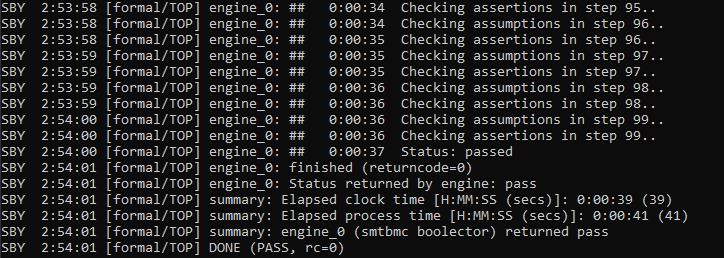 SBY  2:53:58 [formal/TOP] engine_0: ##   0:00:34  Checking assertions in step 95..
SBY  2:53:58 [formal/TOP] engine_0: ##   0:00:34  Checking assumptions in step 96..
SBY  2:53:58 [formal/TOP] engine_0: ##   0:00:35  Checking assertions in step 96..
SBY  2:53:59 [formal/TOP] engine_0: ##   0:00:35  Checking assumptions in step 97..
SBY  2:53:59 [formal/TOP] engine_0: ##   0:00:35  Checking assertions in step 97..
SBY  2:53:59 [formal/TOP] engine_0: ##   0:00:36  Checking assumptions in step 98..
SBY  2:53:59 [formal/TOP] engine_0: ##   0:00:36  Checking assertions in step 98..
SBY  2:54:00 [formal/TOP] engine_0: ##   0:00:36  Checking assumptions in step 99..
SBY  2:54:00 [formal/TOP] engine_0: ##   0:00:36  Checking assertions in step 99..
SBY  2:54:00 [formal/TOP] engine_0: ##   0:00:37  Status: passed
SBY  2:54:01 [formal/TOP] engine_0: finished (returncode=0)
SBY  2:54:01 [formal/TOP] engine_0: Status returned by engine: pass
SBY  2:54:01 [formal/TOP] summary: Elapsed clock time [H:MM:SS (secs)]: 0:00:39 (39)
SBY  2:54:01 [formal/TOP] summary: Elapsed process time [H:MM:SS (secs)]: 0:00:41 (41)
SBY  2:54:01 [formal/TOP] summary: engine_0 (smtbmc boolector) returned pass
SBY  2:54:01 [formal/TOP] DONE (PASS, rc=0)